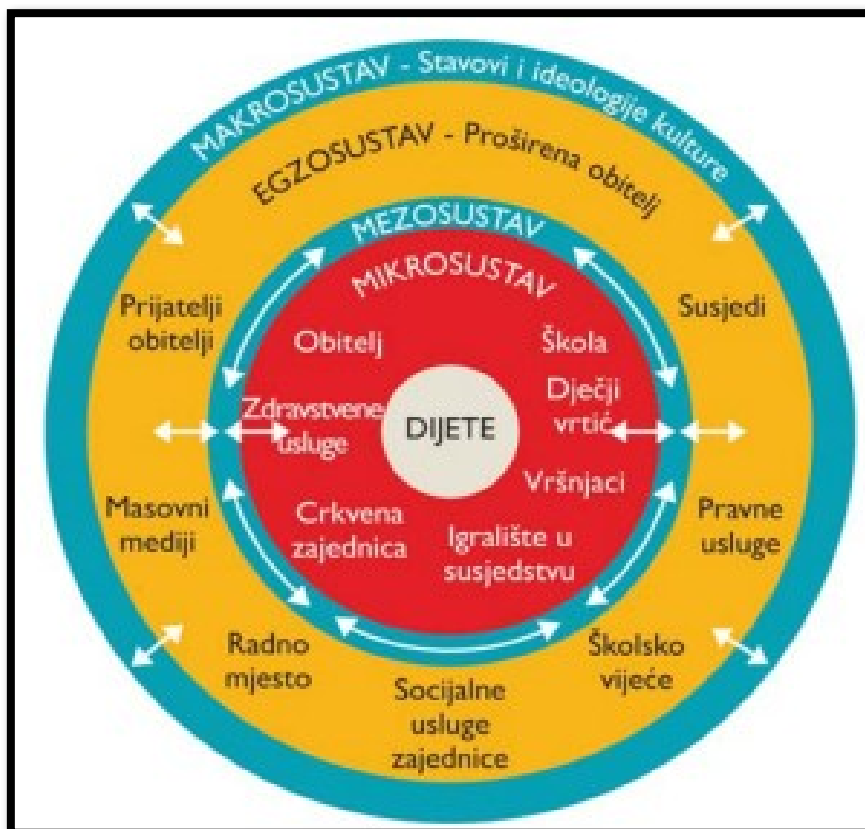 MAKROSUSTAV - Stavovi i ideologije kulture
EGZOSUSTAV - Proširena obitelj
MEZOSUSTAV
MIKROSUSTAV
Prijatelji
obitelji
Susjedi
Obitelj
Škola
Zdravstvene
usluge
DIJETE
Dječji
vrtić
Vršnjaci
Crkvena
zajednica
Igralište u
susjedstvu
Masovni
mediji
Pravne
usluge
Radno
mjesto
Socijalne
usluge
zajednice
Školsko
vijeće